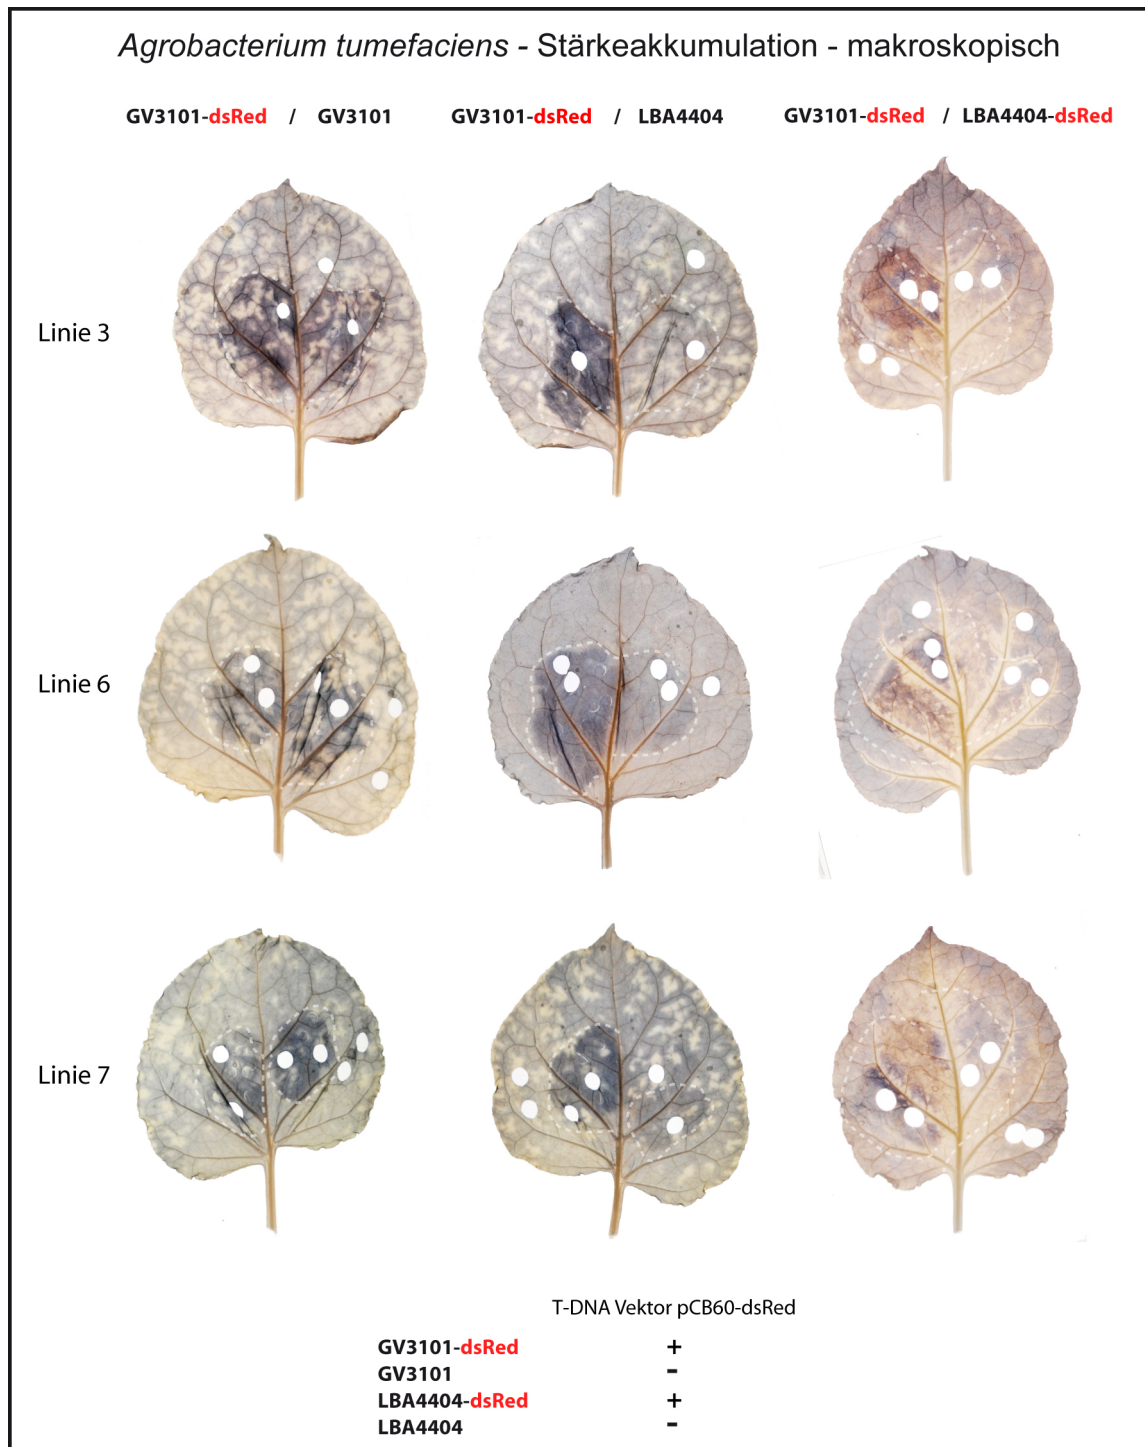 Agrobacterium tumefaciens - Stärkeakkumulation - makroskopisch
GV3101-dsRed / GV3101 GV3101-dsRed / LBA4404 GV3101-dsRed / LBA4404-dsRed
Linie 3
Linie 6
Linie 7
T-DNA Vektor pCB60-dsRed
GV3101-dsRed +
GV3101 -
LBA4404-dsRed +
LBA4404 -